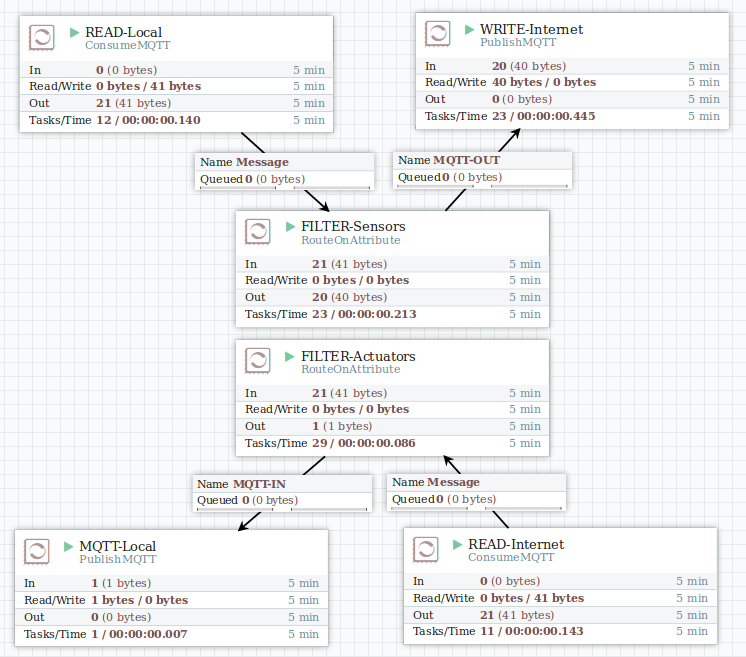 READ-Local
ConsumeMQTT
In 0 (0 bytes) 5 min
Read/Write 0 bytes / 41 bytes 5 min
Out 21 (41 bytes) 5 min
Tasks/Time 12 / 00:00:00.140 5 min
WRITE-Internet
PublishMQTT
In 20 (40 bytes) 5 min
Read/Write 40 bytes / 0 bytes 5 min
Out 0 (0 bytes) 5 min
Tasks/Time 23 / 00:00:00.445 5 min
Name Message
Queued 0 (0 bytes)
Name MQTT-OUT
Queued 0 (0 bytes)
FILTER-Sensors
RouteOnAttribute
In 21 (41 bytes) 5 min
Read/Write 0 bytes / 0 bytes 5 min
Out 20 (40 bytes) 5 min
Tasks/Time 23 / 00:00:00.213 5 min
FILTER-Actuators
RouteOnAttribute
In 21 (41 bytes) 5 min
Read/Write 0 bytes / 0 bytes 5 min
Out 1 (1 bytes) 5 min
Tasks/Time 29 / 00:00:00.086 5 min
Name MQTT-IN
Queued 0 (0 bytes)
Name Message
Queued 0 (0 bytes)
MQTT-Local
PublishMQTT
In 1 (1 bytes) 5 min
Read/Write 1 bytes / 0 bytes 5 min
Out 0 (0 bytes) 5 min
Tasks/Time 1 / 00:00:00.007 5 min
READ-Internet
ConsumeMQTT
In 0 (0 bytes) 5 min
Read/Write 0 bytes / 41 bytes 5 min
Out 21 (41 bytes) 5 min
Tasks/Time 11 / 00:00:00.143 5 min